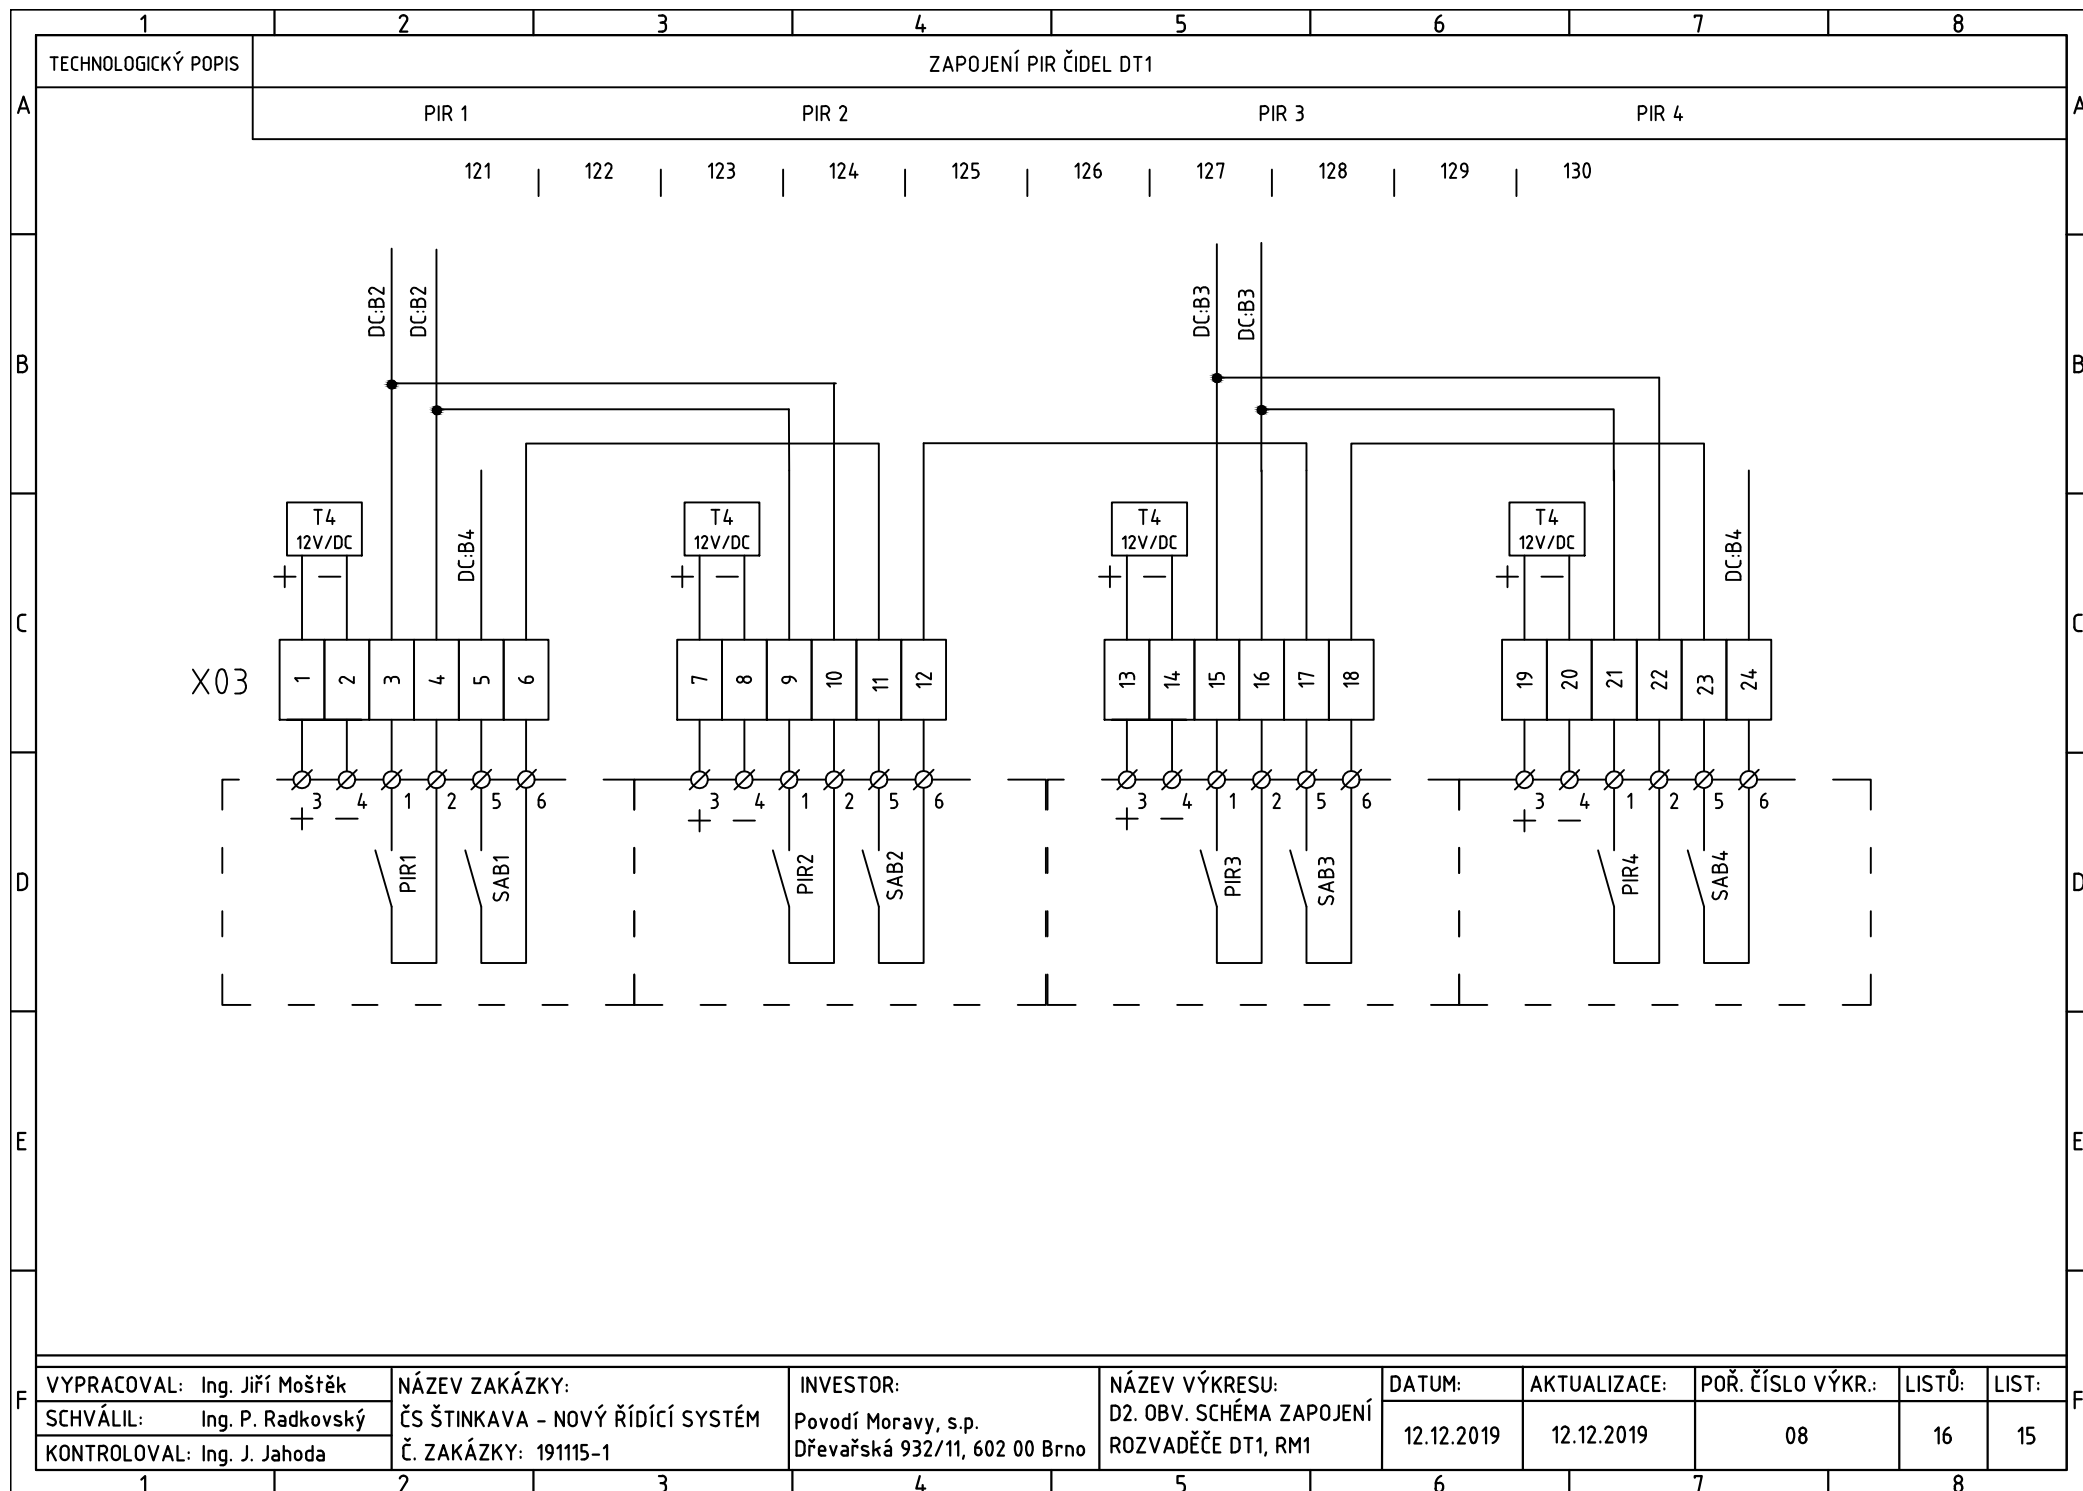 1 2 3 4 5 6 7 8
TECHNOLOGICKÝ POPIS ZAPOJENÍ PIR ČIDEL DT1
A PIR 1 PIR 2 PIR 3 PIR 4 A
121 122 123 124 125 126 127 128 129 130
DC:B2 DC:B2 DC:B3 DC:B3
B B
T4 T4 T4 T4
12V/DC 12V/DC 12V/DC 12V/DC
DC:B4 DC:B4
+ − + − + − + −
C C
X03 1 2 3 4 5 6 7 8 9 10 11 12 13 14 15 16 17 18 19 20 21 22 23 24
3 4 1 2 5 6 3 4 1 2 5 6 3 4 1 2 5 6 3 4 1 2 5 6
+ − + − + − + −
D PIR1 SAB1 PIR2 SAB2 PIR3 SAB3 PIR4 SAB4 D
E E
F F
VYPRACOVAL: Ing. Jiří Moštěk
SCHVÁLIL: Ing. P. Radkovský
KONTROLOVAL: Ing. J. Jahoda
NÁZEV ZAKÁZKY:
ČS ŠTINKAVA - NOVÝ ŘÍDÍCÍ SYSTÉM
Č. ZAKÁZKY: 191115-1
INVESTOR:
Povodí Moravy, s.p.
Dřevařská 932/11, 602 00 Brno
NÁZEV VÝKRESU:
D2. OBV. SCHÉMA ZAPOJENÍ
ROZVADĚČE DT1, RM1
DATUM:
12.12.2019
AKTUALIZACE:
12.12.2019
POŘ. ČÍSLO VÝKR.:
08
LISTŮ:
16
LIST:
15
1 2 3 4 5 6 7 8